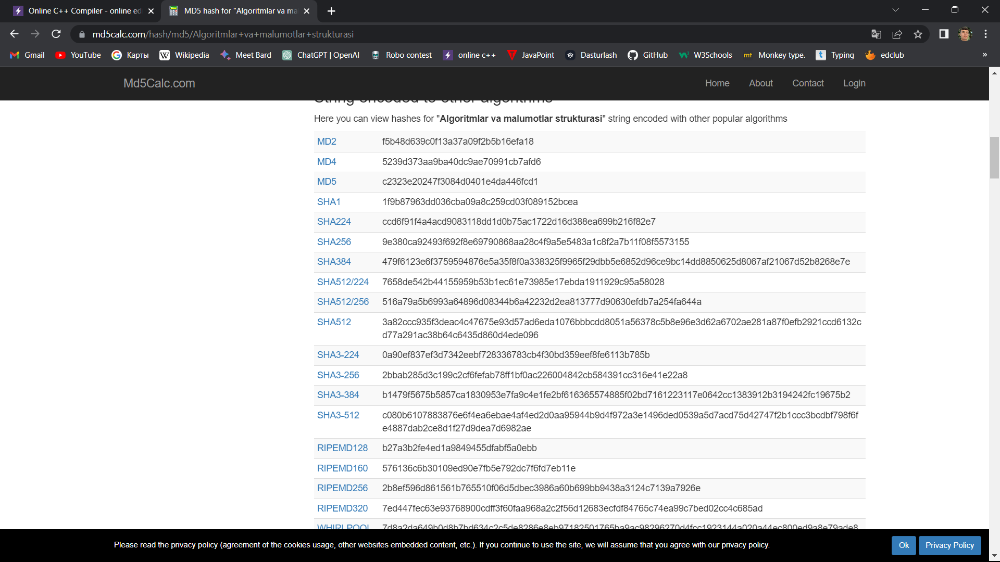 Online C++ Compiler - online ed
MD5 hash for "Algoritmlar va ma
md5calc.com/hash/md5/Algoritmlar+va+malumotlar+strukturasi
Gmail YouTube Карты Wikipedia Meet Bard ChatGPT | OpenAI Robo contest online c++ JavaPoint Dasturlash GitHub W3Schools Monkey type. Typing edclub »
Md5Calc.com Home About Contact Login
String encoded to other algorithms
Here you can view hashes for "Algoritmlar va malumotlar strukturasi" string encoded with other popular algorithms
MD2 f5b48d639c0f13a37a09f2b5b16efa18
MD4 5239d373aa9ba40dc9ae70991cb7afd6
MD5 c2323e20247f3084d0401e4da446fcd1
SHA1 1f9b87963dd036cba09a8c259cd03f089152bcea
SHA224 ccd6f91f4a4acd9083118dd1d0b75ac1722d16d388ea699b216f82e7
SHA256 9e380ca92493f692f8e69790868aa28c4f9a5e5483a1c8f2a7b11f08f5573155
SHA384 479f6123e6f3759594876e5a35f8f0a338325f9965f29dbb5e6852d96ce9bc14dd8850625d8067af21067d52b8268e7e
SHA512/224 7658de542b44155959b53b1ec61e73985e17ebda1911929c95a58028
SHA512/256 516a79a5b6993a64896d08344b6a42232d2ea813777d90630efdb7a254fa644a
SHA512 3a82ccc935f3deac4c47675e93d57ad6eda1076bbbcdd8051a56378c5b8e96e3d62a6702ae281a87f0efb2921ccd6132c
d77a291ac38b64c6435d860d4ede096
SHA3-224 0a90ef837ef3d7342eebf728336783cb4f30bd359eef8fe6113b785b
SHA3-256 2bbab285d3c199c2cf6fefab78ff1bf0ac226004842cb584391cc316e41e22a8
SHA3-384 b1479f5675b5857ca1830953e7fa9c4e1fe2bf616365574885f02bd7161223117e0642cc1383912b3194242fc19675b2
SHA3-512 c080b6107883876e6f4ea6ebae4af4ed2d0aa95944b9d4f972a3e1496ded0539a5d7acd75d42747f2b1ccc3bcdbf798f6f
e4887dab2ce8d1f27d9dea7d6982ae
RIPEMD128 b27a3b2fe4ed1a9849455dfabf5a0ebb
RIPEMD160 576136c6b30109ed90e7fb5e792dc7f6fd7eb11e
RIPEMD256 2b8ef596d861561b765510f06d5dbec3986a60b699bb9438a3124c7139a7926e
RIPEMD320 7ed447fec63e93768900cdff3f60faa968a2c2f56d12683ecfdf84765c74ea99c7bed02cc4c685ad
WHIRLPOOL 7d8a2da649b0d8b7bd634c2c5de8286e8eb97182501765ba9ac98296270d4fcc1923144a020a44ec800ed9a8e79ade8
Please read the privacy policy (agreement of the cookies usage, other websites embedded content, etc.). If you continue to use the site, we will assume that you agree with our privacy policy.
Ok Privacy Policy